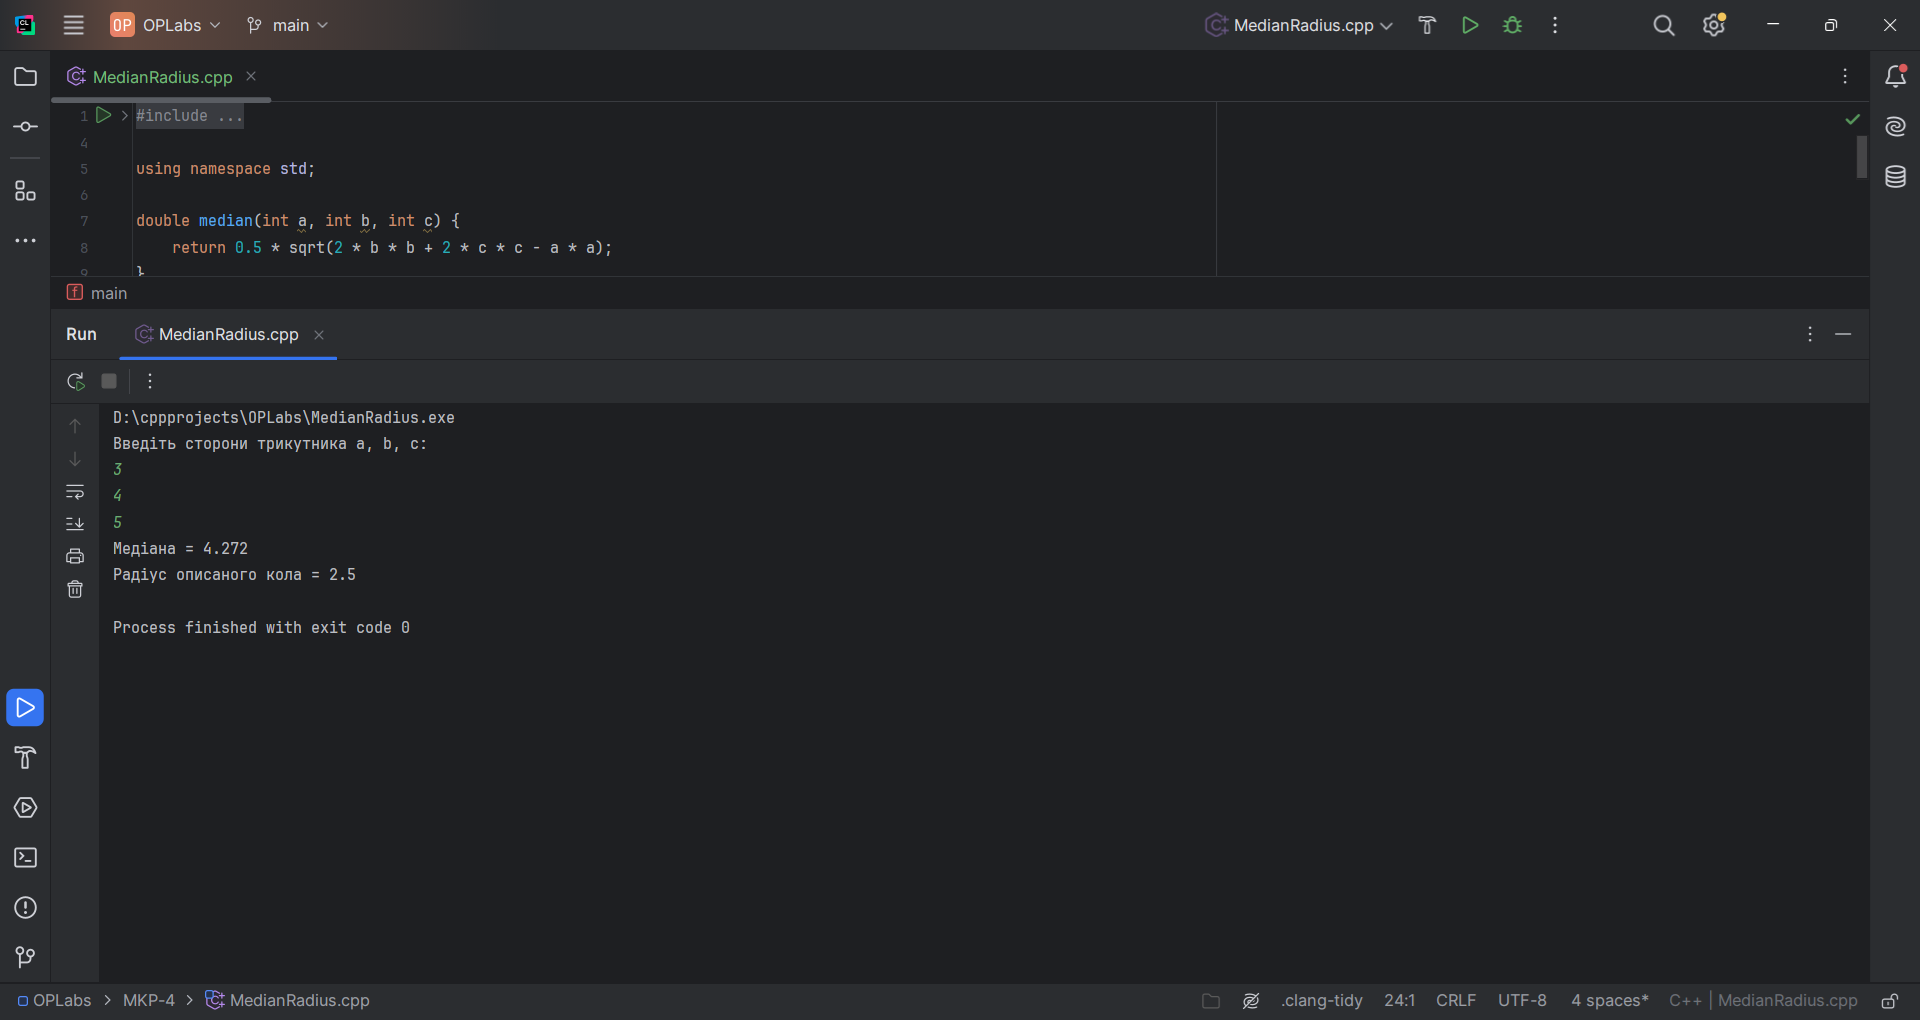 OP OPLabs main MedianRadius.cpp
MedianRadius.cpp
1 #include ...
4
5 using namespace std;
6
7 double median(int a, int b, int c) {
8 return 0.5 * sqrt(2 * b * b + 2 * c * c - a * a);
9 }
f main
Run MedianRadius.cpp
D:\cppprojects\OPLabs\MedianRadius.exe
Введіть сторони трикутника a, b, c:
3
4
5
Медіана = 4.272
Радіус описаного кола = 2.5
Process finished with exit code 0
OPLabs > MKP-4 > MedianRadius.cpp .clang-tidy 24:1 CRLF UTF-8 4 spaces* C++ | MedianRadius.cpp